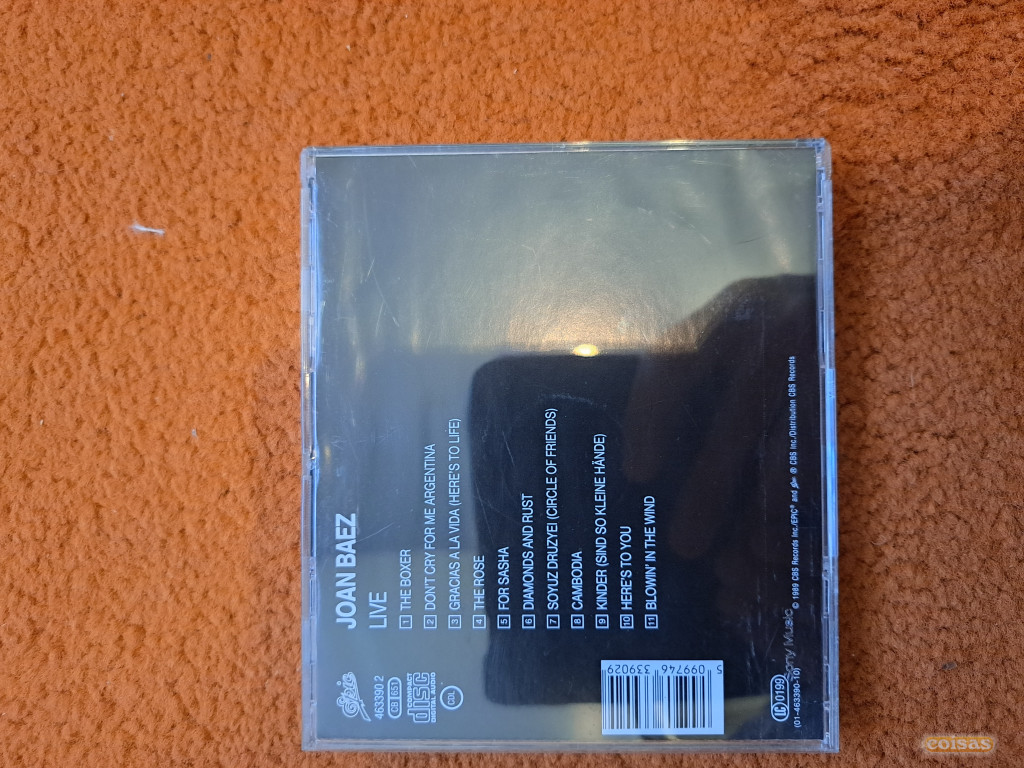 JOAN BAEZ
LIVE
1 THE BOXER
2 DON'T CRY FOR ME ARGENTINA
3 GRACIAS A LA VIDA (HERE'S TO LIFE)
4 THE ROSE
5 FOR SASHA
6 DIAMONDS AND RUST
7 SOYUZ DRUZYEI (CIRCLE OF FRIENDS)
8 CAMBODIA
9 KINDER (SIND SO KLEINE HÄNDE)
10 HERE'S TO YOU
11 BLOWIN' IN THE WIND
Epic
463390 2
CB 651
COMPACT
disc
DIGITAL AUDIO
CDL
5 099746 339029
LC 0199
(01-463390-10)
Sony Music
© 1989 CBS Records Inc./EPIC® and ℗ CBS Inc./Distribution CBS Records
coisas